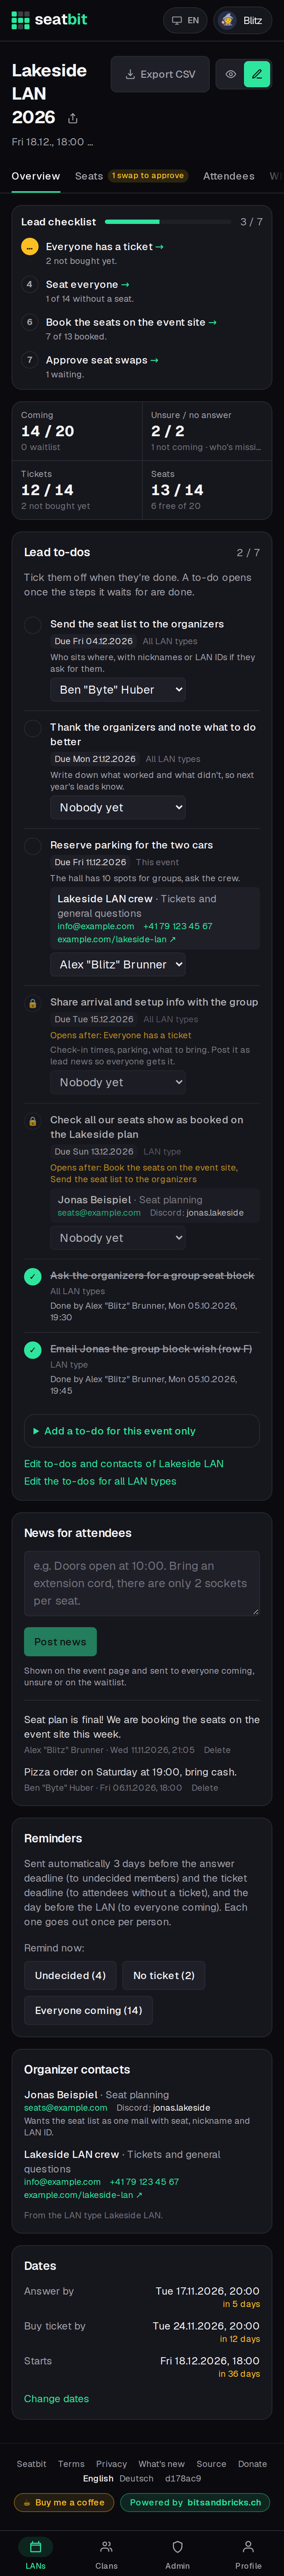 seatbit
EN
Blitz
Lakeside
LAN
2026
Export CSV
Fri 18.12., 18:00 ...
Overview
Seats
1 swap to approve
Attendees
Lead checklist
3 / 7
Everyone has a ticket →
2 not bought yet.
4
Seat everyone →
1 of 14 without a seat.
6
Book the seats on the event site →
7 of 13 booked.
7
Approve seat swaps →
1 waiting.
Coming
14 / 20
0 waitlist
Unsure / no answer
2 / 2
1 not coming · who's missi...
Tickets
12 / 14
2 not bought yet
Seats
13 / 14
6 free of 20
Lead to-dos
2 / 7
Tick them off when they're done. A to-do opens
once the steps it waits for are done.
Send the seat list to the organizers
Due Fri 04.12.2026
All LAN types
Who sits where, with nicknames or LAN IDs if they
ask for them.
Ben "Byte" Huber
Thank the organizers and note what to do
better
Due Mon 21.12.2026
All LAN types
Write down what worked and what didn't, so next
year's leads know.
Nobody yet
Reserve parking for the two cars
Due Fri 11.12.2026
This event
The hall has 10 spots for groups, ask the crew.
Lakeside LAN crew · Tickets and
general questions
info@example.com
+41 79 123 45 67
example.com/lakeside-lan ↗
Alex "Blitz" Brunner
Share arrival and setup info with the group
Due Tue 15.12.2026
All LAN types
Opens after: Everyone has a ticket
Check-in times, parking, what to bring. Post it as
lead news so everyone gets it.
Nobody yet
Check all our seats show as booked on
the Lakeside plan
Due Sun 13.12.2026
LAN type
Opens after: Book the seats on the event site,
Send the seat list to the organizers
Jonas Beispiel · Seat planning
seats@example.com
Discord: jonas.lakeside
Nobody yet
Ask the organizers for a group seat block
All LAN types
Done by Alex "Blitz" Brunner, Mon 05.10.2026,
19:30
Email Jonas the group block wish (row F)
LAN type
Done by Alex "Blitz" Brunner, Mon 05.10.2026,
19:45
▶ Add a to-do for this event only
Edit to-dos and contacts of Lakeside LAN
Edit the to-dos for all LAN types
News for attendees
e.g. Doors open at 10:00. Bring an
extension cord, there are only 2 sockets
per seat.
Post news
Shown on the event page and sent to everyone coming,
unsure or on the waitlist.
Seat plan is final! We are booking the seats on the
event site this week.
Alex "Blitz" Brunner · Wed 11.11.2026, 21:05
Delete
Pizza order on Saturday at 19:00, bring cash.
Ben "Byte" Huber · Fri 06.11.2026, 18:00
Delete
Reminders
Sent automatically 3 days before the answer
deadline (to undecided members) and the ticket
deadline (to attendees without a ticket), and the
day before the LAN (to everyone coming). Each
one goes out once per person.
Remind now:
Undecided (4)
No ticket (2)
Everyone coming (14)
Organizer contacts
Jonas Beispiel · Seat planning
seats@example.com
Discord: jonas.lakeside
Wants the seat list as one mail with seat, nickname and
LAN ID.
Lakeside LAN crew · Tickets and general
questions
info@example.com
+41 79 123 45 67
example.com/lakeside-lan ↗
From the LAN type Lakeside LAN.
Dates
Answer by
Tue 17.11.2026, 20:00
in 5 days
Buy ticket by
Tue 24.11.2026, 20:00
in 12 days
Starts
Fri 18.12.2026, 18:00
in 36 days
Change dates
Seatbit
Terms
Privacy
What's new
Source
Donate
English
Deutsch
d178ac9
Buy me a coffee
Powered by bitsandbricks.ch
LANs
Clans
Admin
Profile